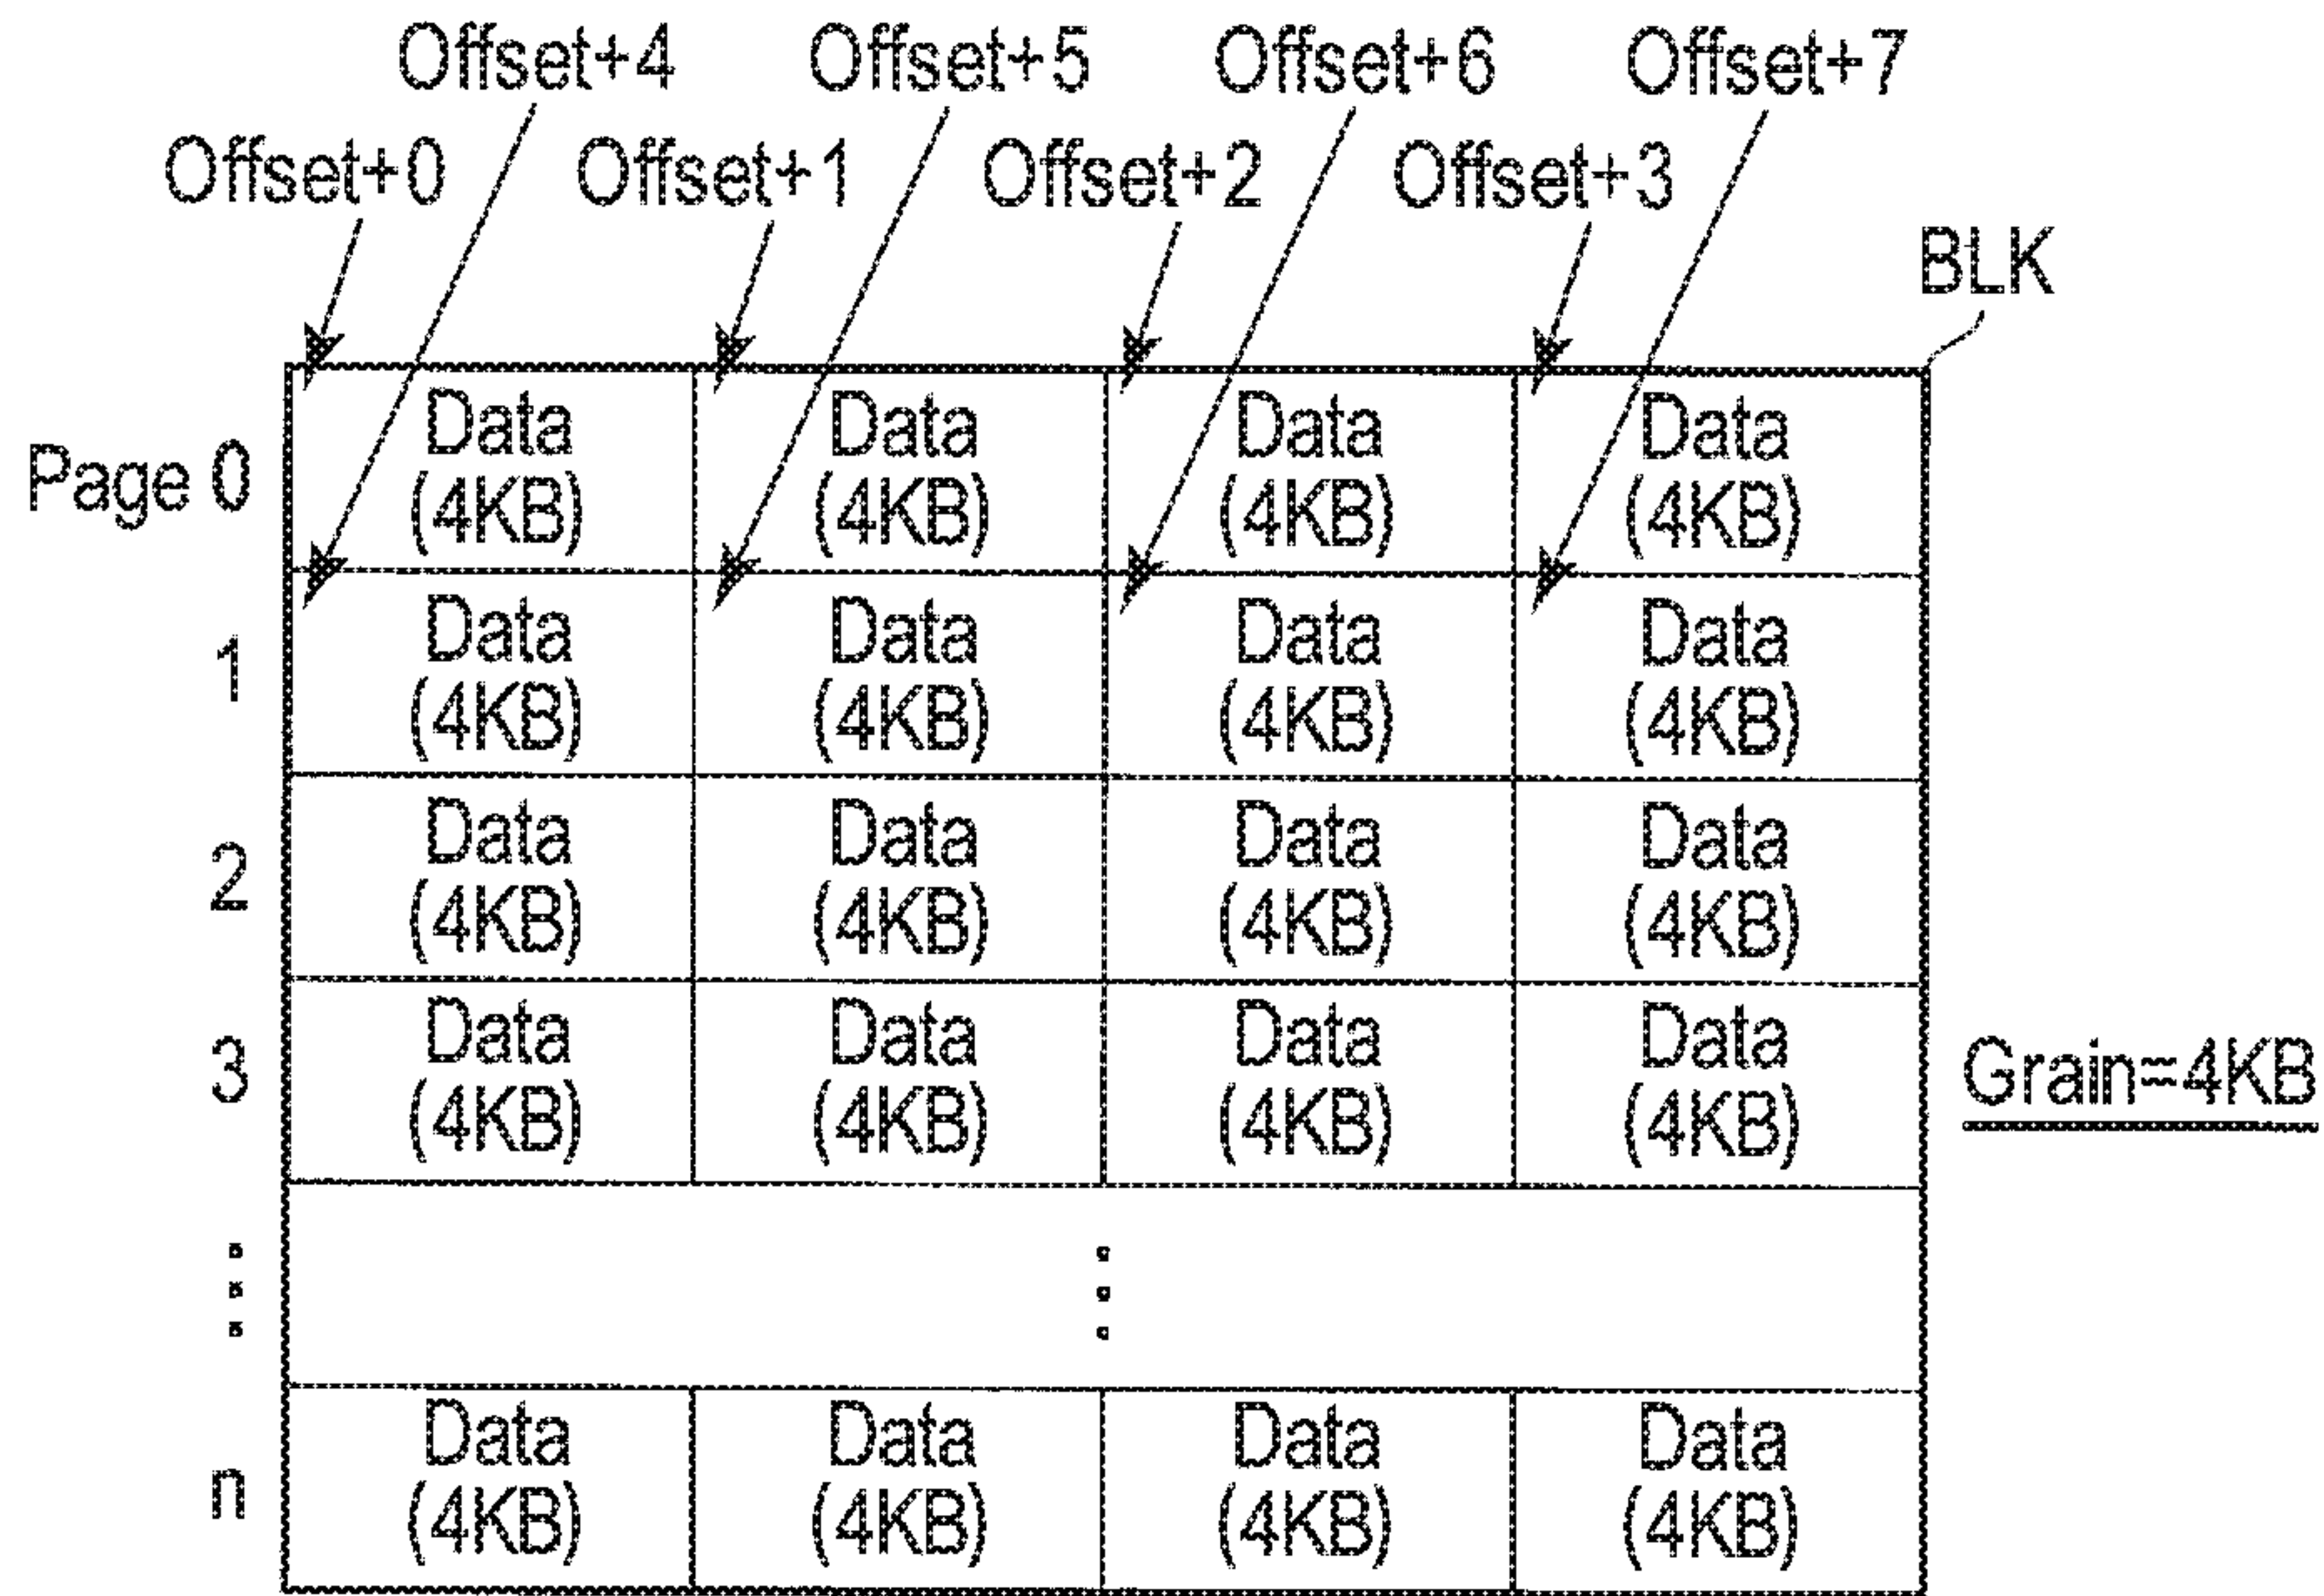 Offset+4 Offset+5 Offset+6 Offset+7
Offset+0 Offset+1 Offset+2 Offset+3
BLK
Page 0 Data (4KB) Data (4KB) Data (4KB) Data (4KB)
1 Data (4KB) Data (4KB) Data (4KB) Data (4KB)
2 Data (4KB) Data (4KB) Data (4KB) Data (4KB)
3 Data (4KB) Data (4KB) Data (4KB) Data (4KB)
Grain=4KB
n Data (4KB) Data (4KB) Data (4KB) Data (4KB)